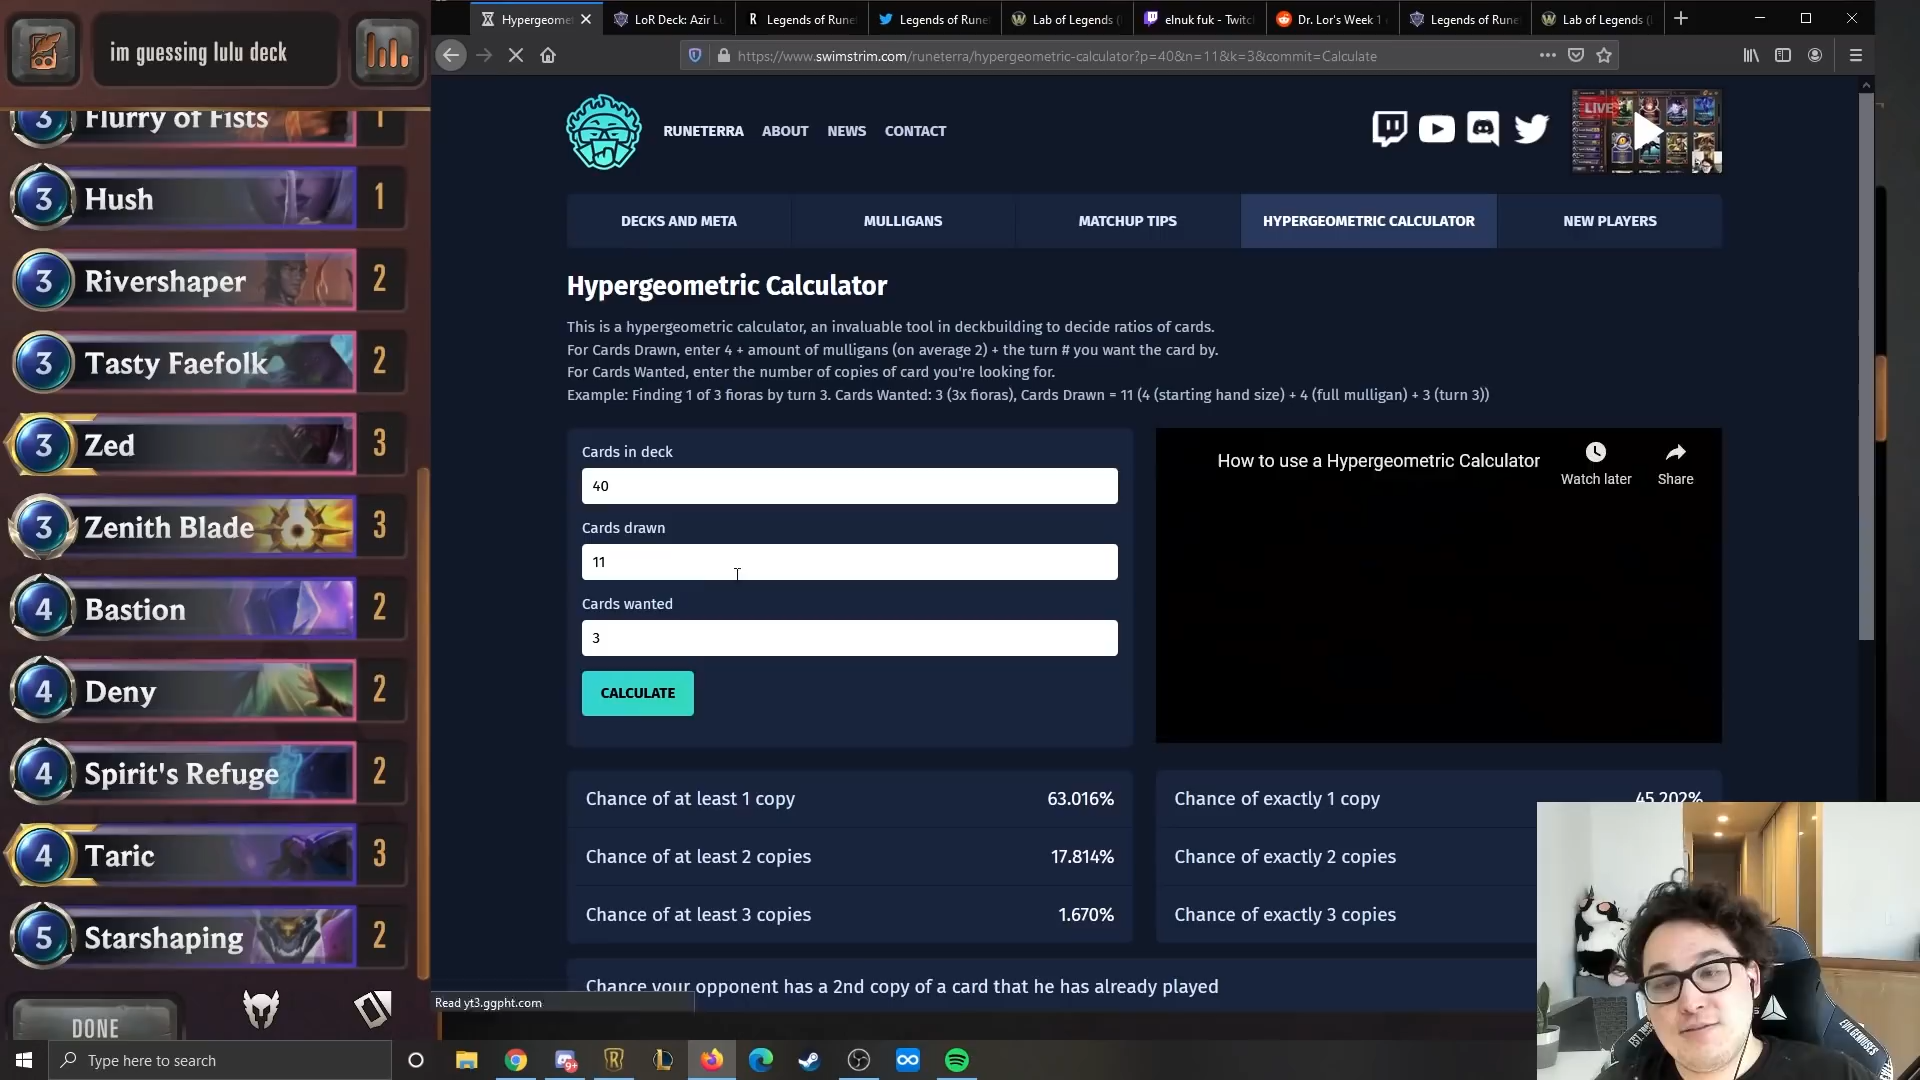 im guessing lulu deck
3 Flurry of Fists 1
3 Hush 1
3 Rivershaper 2
3 Tasty Faefolk 2
3 Zed 3
3 Zenith Blade 3
4 Bastion 2
4 Deny 2
4 Spirit's Refuge 2
4 Taric 3
5 Starshaping 2
DONE
Hypergeomet
LoR Deck: Azir Lu
Legends of Rune
Legends of Rune
Lab of Legends (
elnuk fuk - Twitch
Dr. Lor's Week 1
Legends of Rune
Lab of Legends (
https://www.swimstrim.com/runeterra/hypergeometric-calculator?p=40&n=11&k=3&commit=Calculate
RUNETERRA ABOUT NEWS CONTACT
LIVE
DECKS AND META MULLIGANS MATCHUP TIPS HYPERGEOMETRIC CALCULATOR NEW PLAYERS
Hypergeometric Calculator
This is a hypergeometric calculator, an invaluable tool in deckbuilding to decide ratios of cards.
For Cards Drawn, enter 4 + amount of mulligans (on average 2) + the turn # you want the card by.
For Cards Wanted, enter the number of copies of card you're looking for.
Example: Finding 1 of 3 fioras by turn 3. Cards Wanted: 3 (3x fioras), Cards Drawn = 11 (4 (starting hand size) + 4 (full mulligan) + 3 (turn 3))
Cards in deck
40
Cards drawn
11
Cards wanted
3
CALCULATE
How to use a Hypergeometric Calculator
Watch later
Share
Chance of at least 1 copy 63.016%
Chance of at least 2 copies 17.814%
Chance of at least 3 copies 1.670%
Chance of exactly 1 copy 45.202%
Chance of exactly 2 copies
Chance of exactly 3 copies
Chance your opponent has a 2nd copy of a card that he has already played
Read yt3.ggpht.com
Type here to search
EVIL GENIUSES